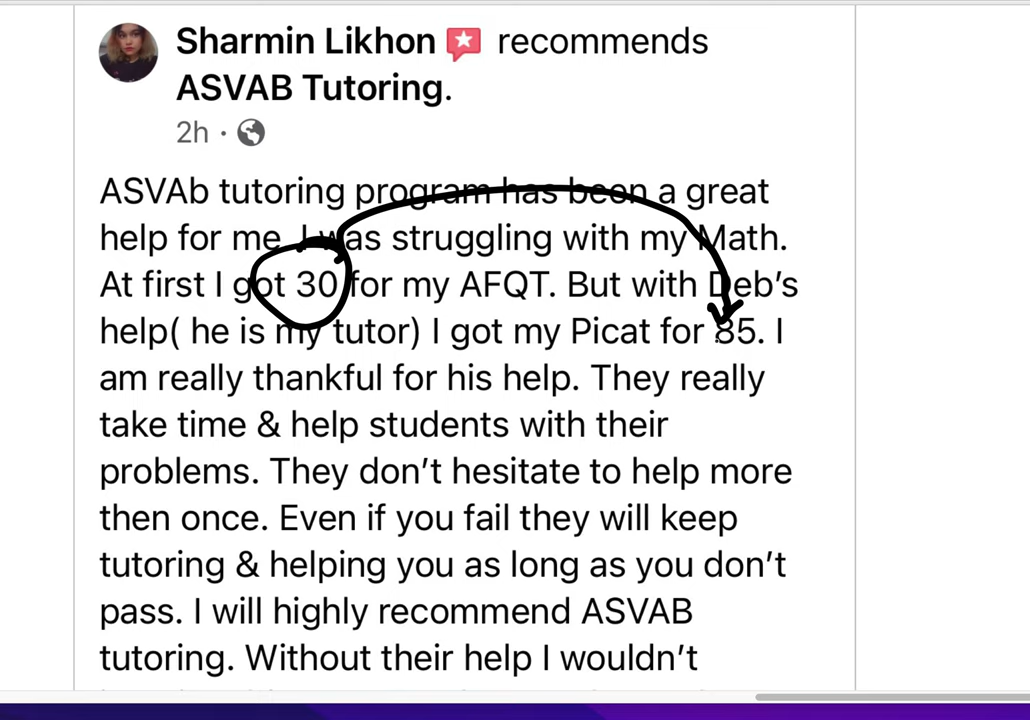 Sharmin Likhon recommends
ASVAB Tutoring.
2h ·
ASVAb tutoring program has been a great
help for me. I was struggling with my Math.
At first I got 30 for my AFQT. But with Deb's
help( he is my tutor) I got my Picat for 85. I
am really thankful for his help. They really
take time & help students with their
problems. They don't hesitate to help more
then once. Even if you fail they will keep
tutoring & helping you as long as you don't
pass. I will highly recommend ASVAB
tutoring. Without their help I wouldn't